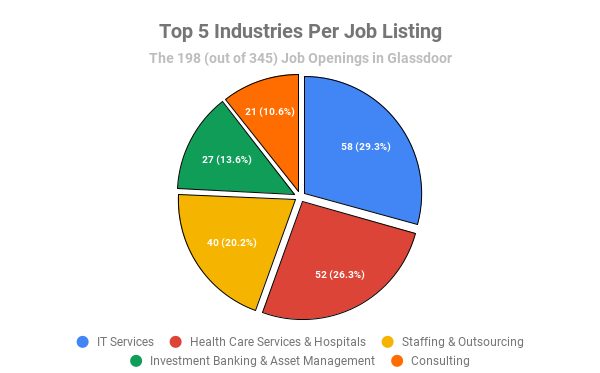 Top 5 Industries Per Job Listing
The 198 (out of 345) Job Openings in Glassdoor
21 (10.6%)
58 (29.3%)
27 (13.6%)
40 (20.2%)
52 (26.3%)
IT Services
Health Care Services & Hospitals
Staffing & Outsourcing
Investment Banking & Asset Management
Consulting